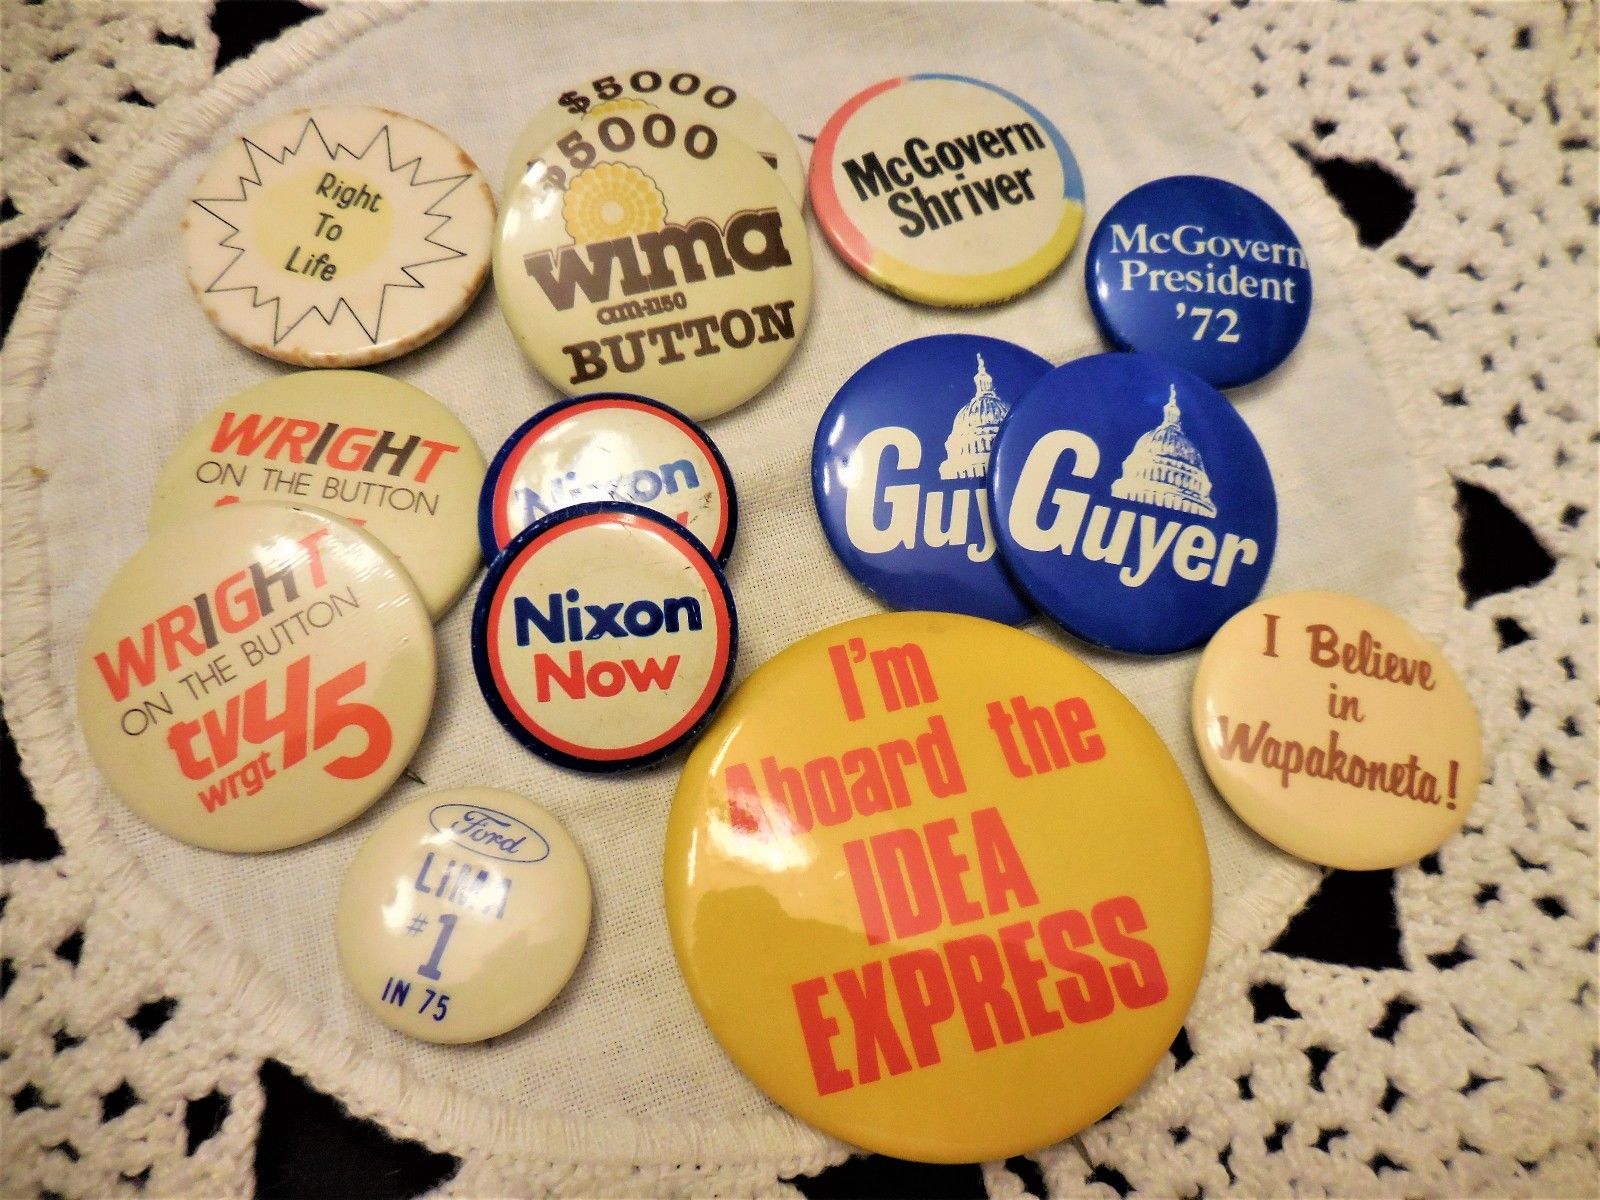 Right
To
Life
$5000
$5000
wima
am-1150
BUTTON
McGovern
Shriver
McGovern
President
'72
WRIGHT
ON THE BUTTON
WRIGHT
ON THE BUTTON
tv45
wrgt
Nixon
Nixon
Now
Guy
Guyer
I Believe
in
Wapakoneta!
Ford
LiMA
#1
IN 75
I'm
Aboard the
IDEA
EXPRESS